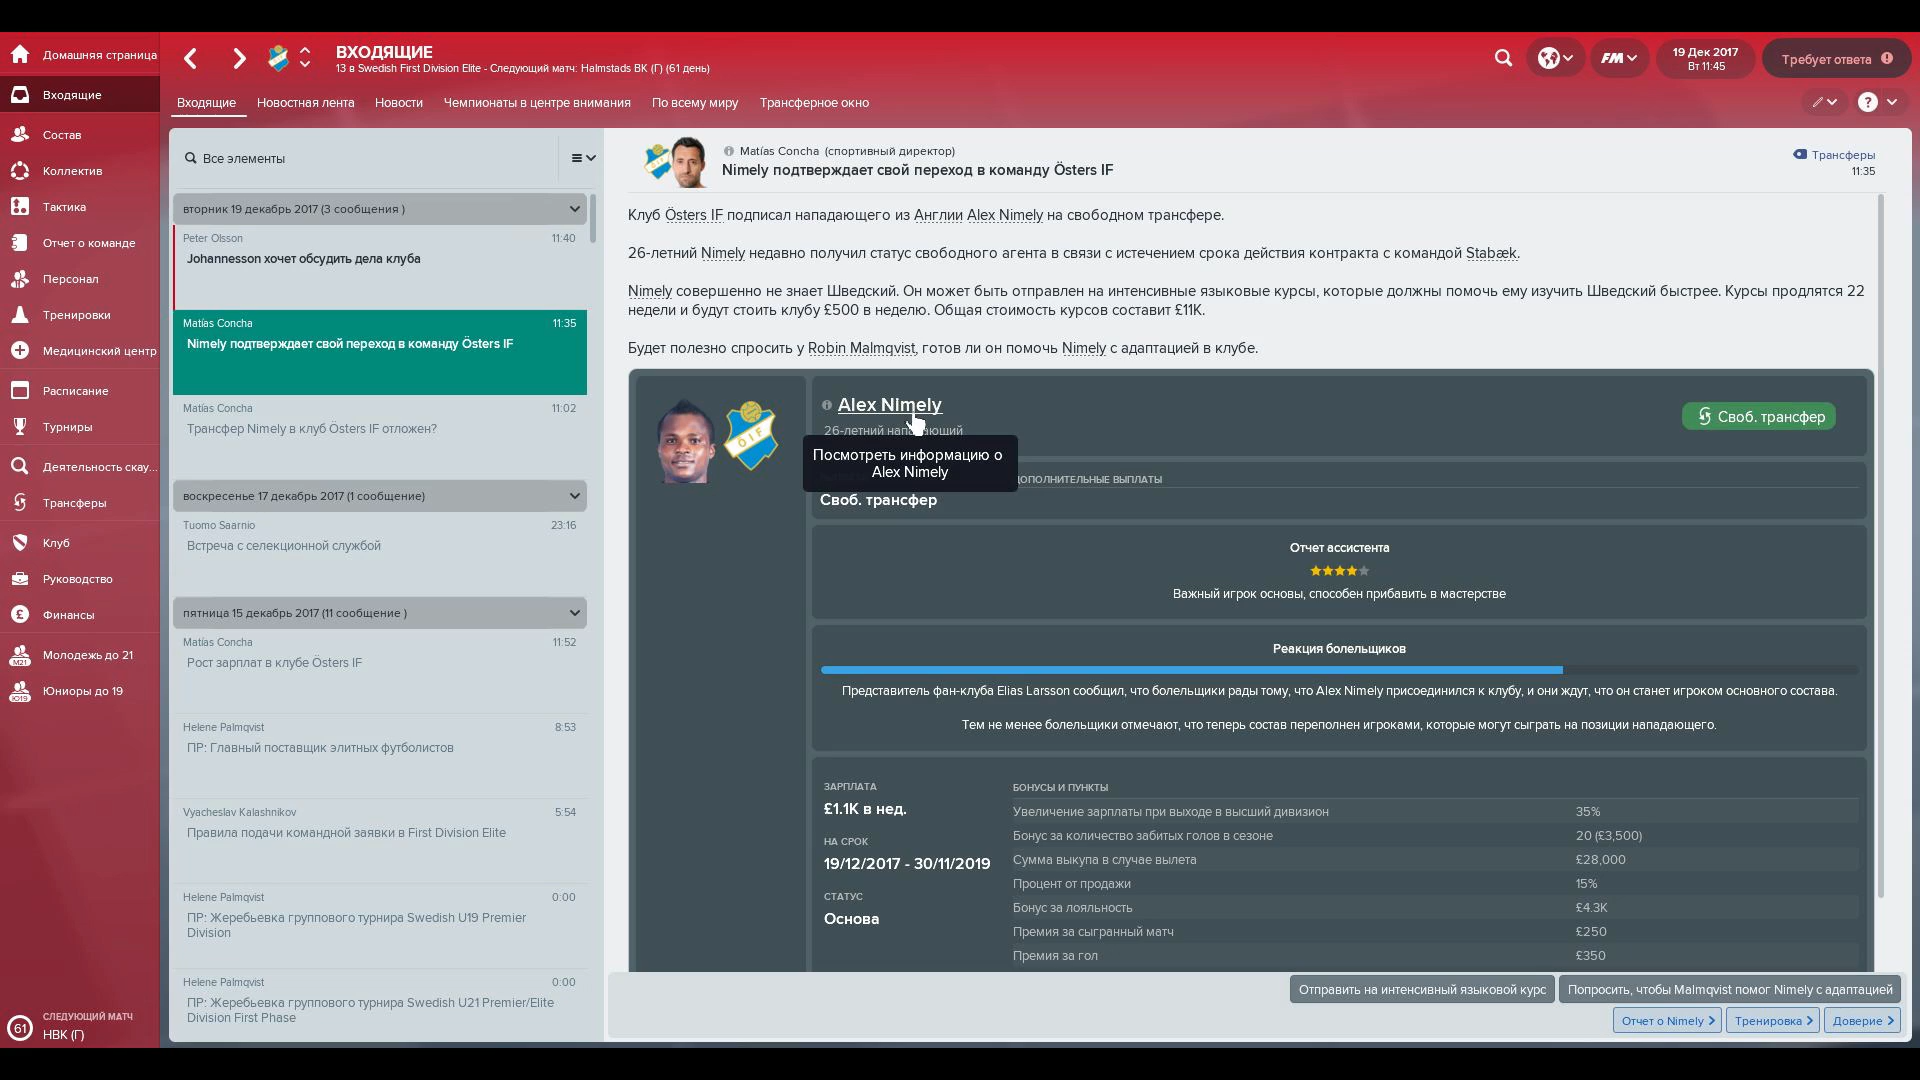 Домашняя страница
Входящие
Состав
Коллектив
Тактика
Отчет о команде
Персонал
Тренировки
Медицинский центр
Расписание
Турниры
Деятельность скау...
Трансферы
Клуб
Руководство
Финансы
M21
Молодежь до 21
Ю19
Юниоры до 19
61
СЛЕДУЮЩИЙ МАТЧ
HBK (Г)
ВХОДЯЩИЕ
13 в Swedish First Division Elite - Следующий матч: Halmstads BK (Г) (61 день)
FM
19 Дек 2017
Вт 11:45
Требует ответа
Входящие
Новостная лента
Новости
Чемпионаты в центре внимания
По всему миру
Трансферное окно
?
Все элементы
вторник 19 декабрь 2017 (3 сообщения )
Peter Olsson 11:40
Johannesson хочет обсудить дела клуба
Matías Concha 11:35
Nimely подтверждает свой переход в команду Östers IF
Matías Concha 11:02
Трансфер Nimely в клуб Östers IF отложен?
воскресенье 17 декабрь 2017 (1 сообщение)
Tuomo Saarnio 23:16
Встреча с селекционной службой
пятница 15 декабрь 2017 (11 сообщение )
Matías Concha 11:52
Рост зарплат в клубе Östers IF
Helene Palmqvist 8:53
ПР: Главный поставщик элитных футболистов
Vyacheslav Kalashnikov 5:54
Правила подачи командной заявки в First Division Elite
Helene Palmqvist 0:00
ПР: Жеребьевка группового турнира Swedish U19 Premier
Division
Helene Palmqvist 0:00
ПР: Жеребьевка группового турнира Swedish U21 Premier/Elite
Division First Phase
Matías Concha (спортивный директор)
Nimely подтверждает свой переход в команду Östers IF
Трансферы
11:35
Клуб Östers IF подписал нападающего из Англии Alex Nimely на свободном трансфере.
26-летний Nimely недавно получил статус свободного агента в связи с истечением срока действия контракта с командой Stabæk.
Nimely совершенно не знает Шведский. Он может быть отправлен на интенсивные языковые курсы, которые должны помочь ему изучить Шведский быстрее. Курсы продлятся 22
недели и будут стоить клубу £500 в неделю. Общая стоимость курсов составит £11K.
Будет полезно спросить у Robin Malmqvist, готов ли он помочь Nimely с адаптацией в клубе.
ÖIF
Alex Nimely
26-летний нападающий
Своб. трансфер
Посмотреть информацию о
Alex Nimely
ДОПОЛНИТЕЛЬНЫЕ ВЫПЛАТЫ
Своб. трансфер
Отчет ассистента
Важный игрок основы, способен прибавить в мастерстве
Реакция болельщиков
Представитель фан-клуба Elias Larsson сообщил, что болельщики рады тому, что Alex Nimely присоединился к клубу, и они ждут, что он станет игроком основного состава.
Тем не менее болельщики отмечают, что теперь состав переполнен игроками, которые могут сыграть на позиции нападающего.
ЗАРПЛАТА
£1.1K в нед.
НА СРОК
19/12/2017 - 30/11/2019
СТАТУС
Основа
БОНУСЫ И ПУНКТЫ
Увеличение зарплаты при выходе в высший дивизион 35%
Бонус за количество забитых голов в сезоне 20 (£3,500)
Сумма выкупа в случае вылета £28,000
Процент от продажи 15%
Бонус за лояльность £4.3K
Премия за сыгранный матч £250
Премия за гол £350
Отправить на интенсивный языковой курс
Попросить, чтобы Malmqvist помог Nimely с адаптацией
Отчет о Nimely
Тренировка
Доверие